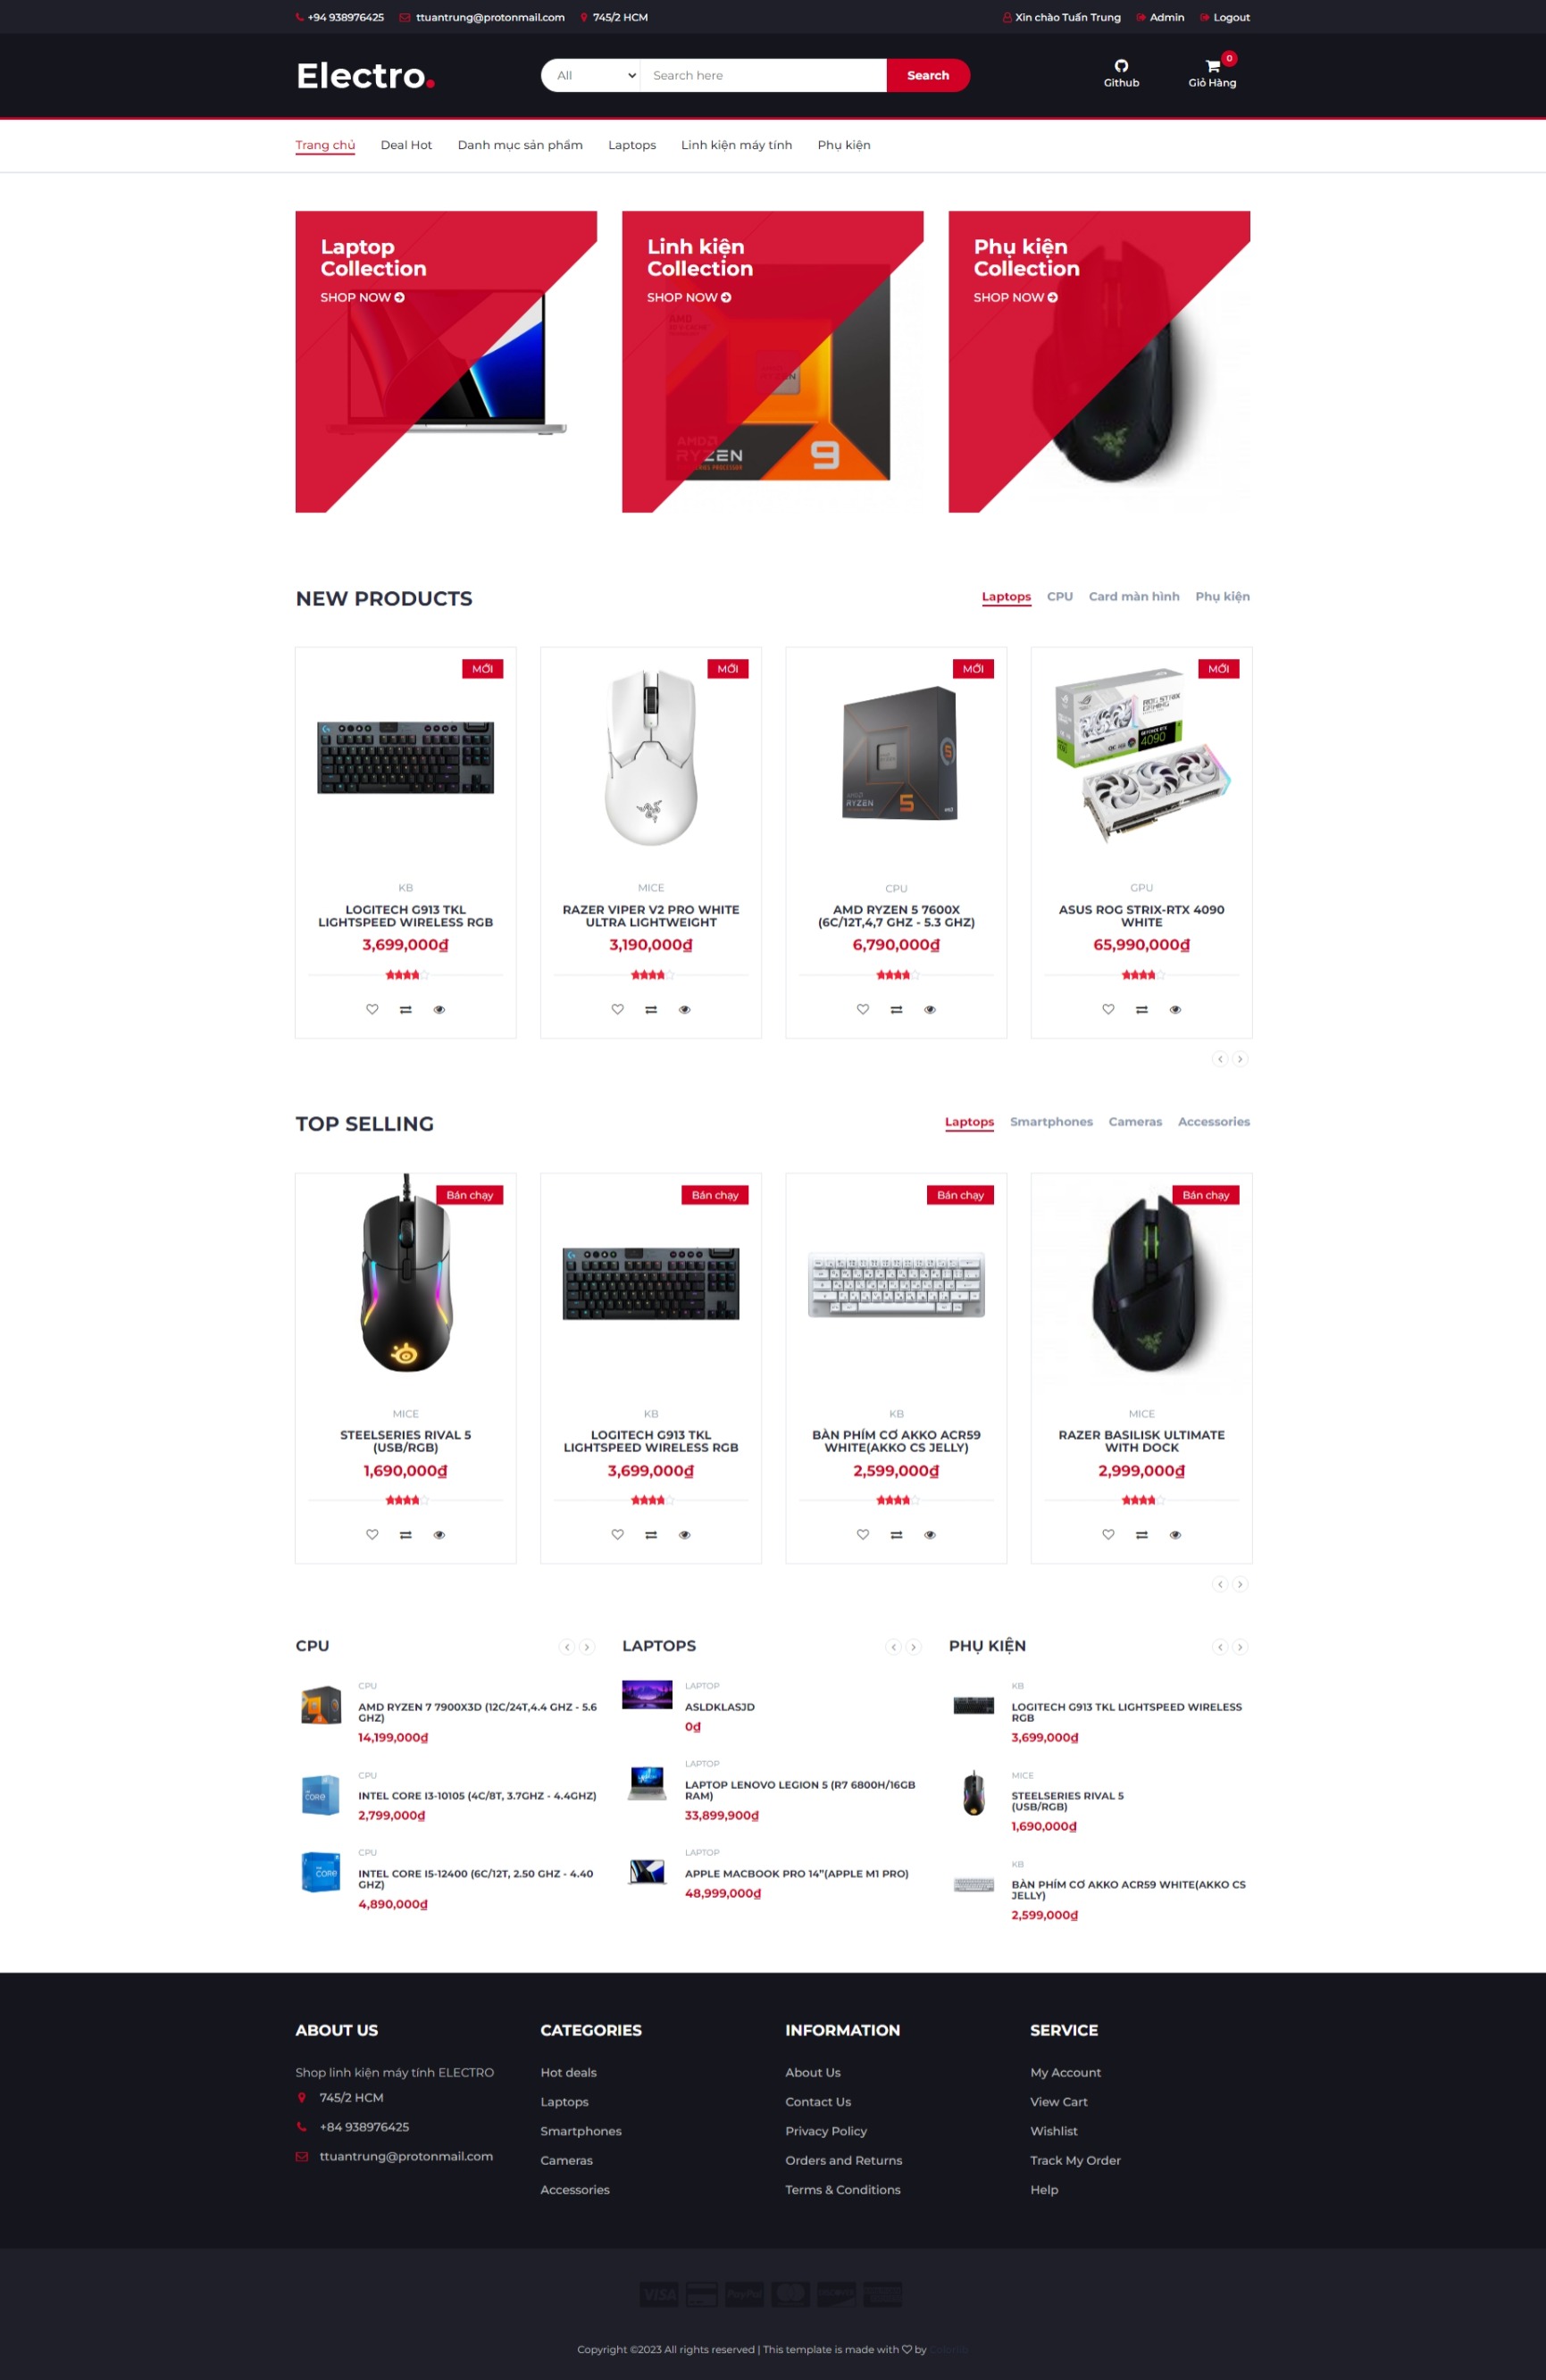 +94 938976425 ttuantrung@protonmail.com 745/2 HCM Xin chào Tuấn Trung Admin Logout
Electro.
All Search here Search
Github
0
Giỏ Hàng
Trang chủ Deal Hot Danh mục sản phẩm Laptops Linh kiện máy tính Phụ kiện
Laptop
Collection
SHOP NOW
Linh kiện
Collection
SHOP NOW
AMD
RYZEN
9
Phụ kiện
Collection
SHOP NOW
NEW PRODUCTS
Laptops CPU Card màn hình Phụ kiện
MỚI
KB
LOGITECH G913 TKL
LIGHTSPEED WIRELESS RGB
3,699,000₫
MỚI
MICE
RAZER VIPER V2 PRO WHITE
ULTRA LIGHTWEIGHT
3,190,000₫
MỚI
RYZEN 5
CPU
AMD RYZEN 5 7600X
(6C/12T,4,7 GHZ - 5.3 GHZ)
6,790,000₫
MỚI
4090
GPU
ASUS ROG STRIX-RTX 4090
WHITE
65,990,000₫
TOP SELLING
Laptops Smartphones Cameras Accessories
Bán chạy
MICE
STEELSERIES RIVAL 5
(USB/RGB)
1,690,000₫
Bán chạy
KB
LOGITECH G913 TKL
LIGHTSPEED WIRELESS RGB
3,699,000₫
Bán chạy
KB
BÀN PHÍM CƠ AKKO ACR59
WHITE(AKKO CS JELLY)
2,599,000₫
Bán chạy
MICE
RAZER BASILISK ULTIMATE
WITH DOCK
2,999,000₫
CPU
CPU
AMD RYZEN 7 7900X3D (12C/24T,4.4 GHZ - 5.6
GHZ)
14,199,000₫
CPU
INTEL CORE I3-10105 (4C/8T, 3.7GHZ - 4.4GHZ)
2,799,000₫
CPU
INTEL CORE I5-12400 (6C/12T, 2.50 GHZ - 4.40
GHZ)
4,890,000₫
LAPTOPS
LAPTOP
ASLDKLASJD
0₫
LAPTOP
LAPTOP LENOVO LEGION 5 (R7 6800H/16GB
RAM)
33,899,900₫
LAPTOP
APPLE MACBOOK PRO 14”(APPLE M1 PRO)
48,999,000₫
PHỤ KIỆN
KB
LOGITECH G913 TKL LIGHTSPEED WIRELESS
RGB
3,699,000₫
MICE
STEELSERIES RIVAL 5
(USB/RGB)
1,690,000₫
KB
BÀN PHÍM CƠ AKKO ACR59 WHITE(AKKO CS
JELLY)
2,599,000₫
ABOUT US
Shop linh kiện máy tính ELECTRO
745/2 HCM
+84 938976425
ttuantrung@protonmail.com
CATEGORIES
Hot deals
Laptops
Smartphones
Cameras
Accessories
INFORMATION
About Us
Contact Us
Privacy Policy
Orders and Returns
Terms & Conditions
SERVICE
My Account
View Cart
Wishlist
Track My Order
Help
VISA PayPal
Copyright ©2023 All rights reserved | This template is made with by